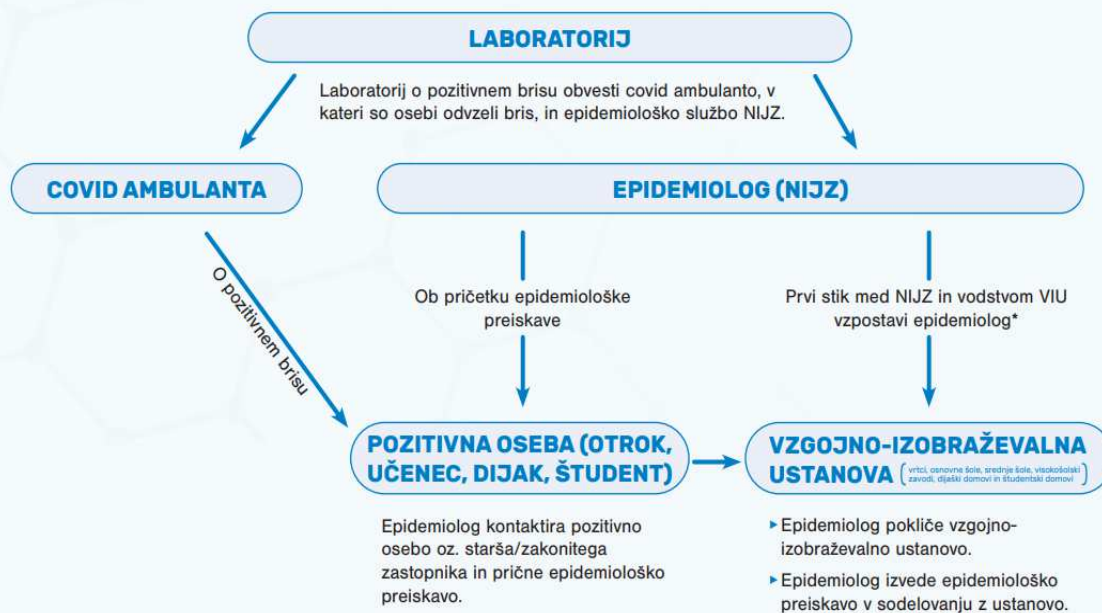 LABORATORIJ
Laboratorij o pozitivnem brisu obvesti covid ambulanto, v
kateri so osebi odvzeli bris, in epidemiološko službo NIJZ.
COVID AMBULANTA
EPIDEMIOLOG (NIJZ)
O pozitivnem brisu
Ob pričetku epidemiološke
preiskave
Prvi stik med NIJZ in vodstvom VIU
vzpostavi epidemiolog*
POZITIVNA OSEBA (OTROK,
UČENEC, DIJAK, ŠTUDENT)
Epidemiolog kontaktira pozitivno
osebo oz. starša/zakonitega
zastopnika in prične epidemiološko
preiskavo.
VZGOJNO-IZOBRAŽEVALNA
USTANOVA
(vrtci, osnovne šole, srednje šole, visokošolski
zavodi, dijaški domovi in študentski domovi)
▸ Epidemiolog pokliče vzgojno-
izobraževalno ustanovo.
▸ Epidemiolog izvede epidemiološko
preiskavo v sodelovanju z ustanovo.